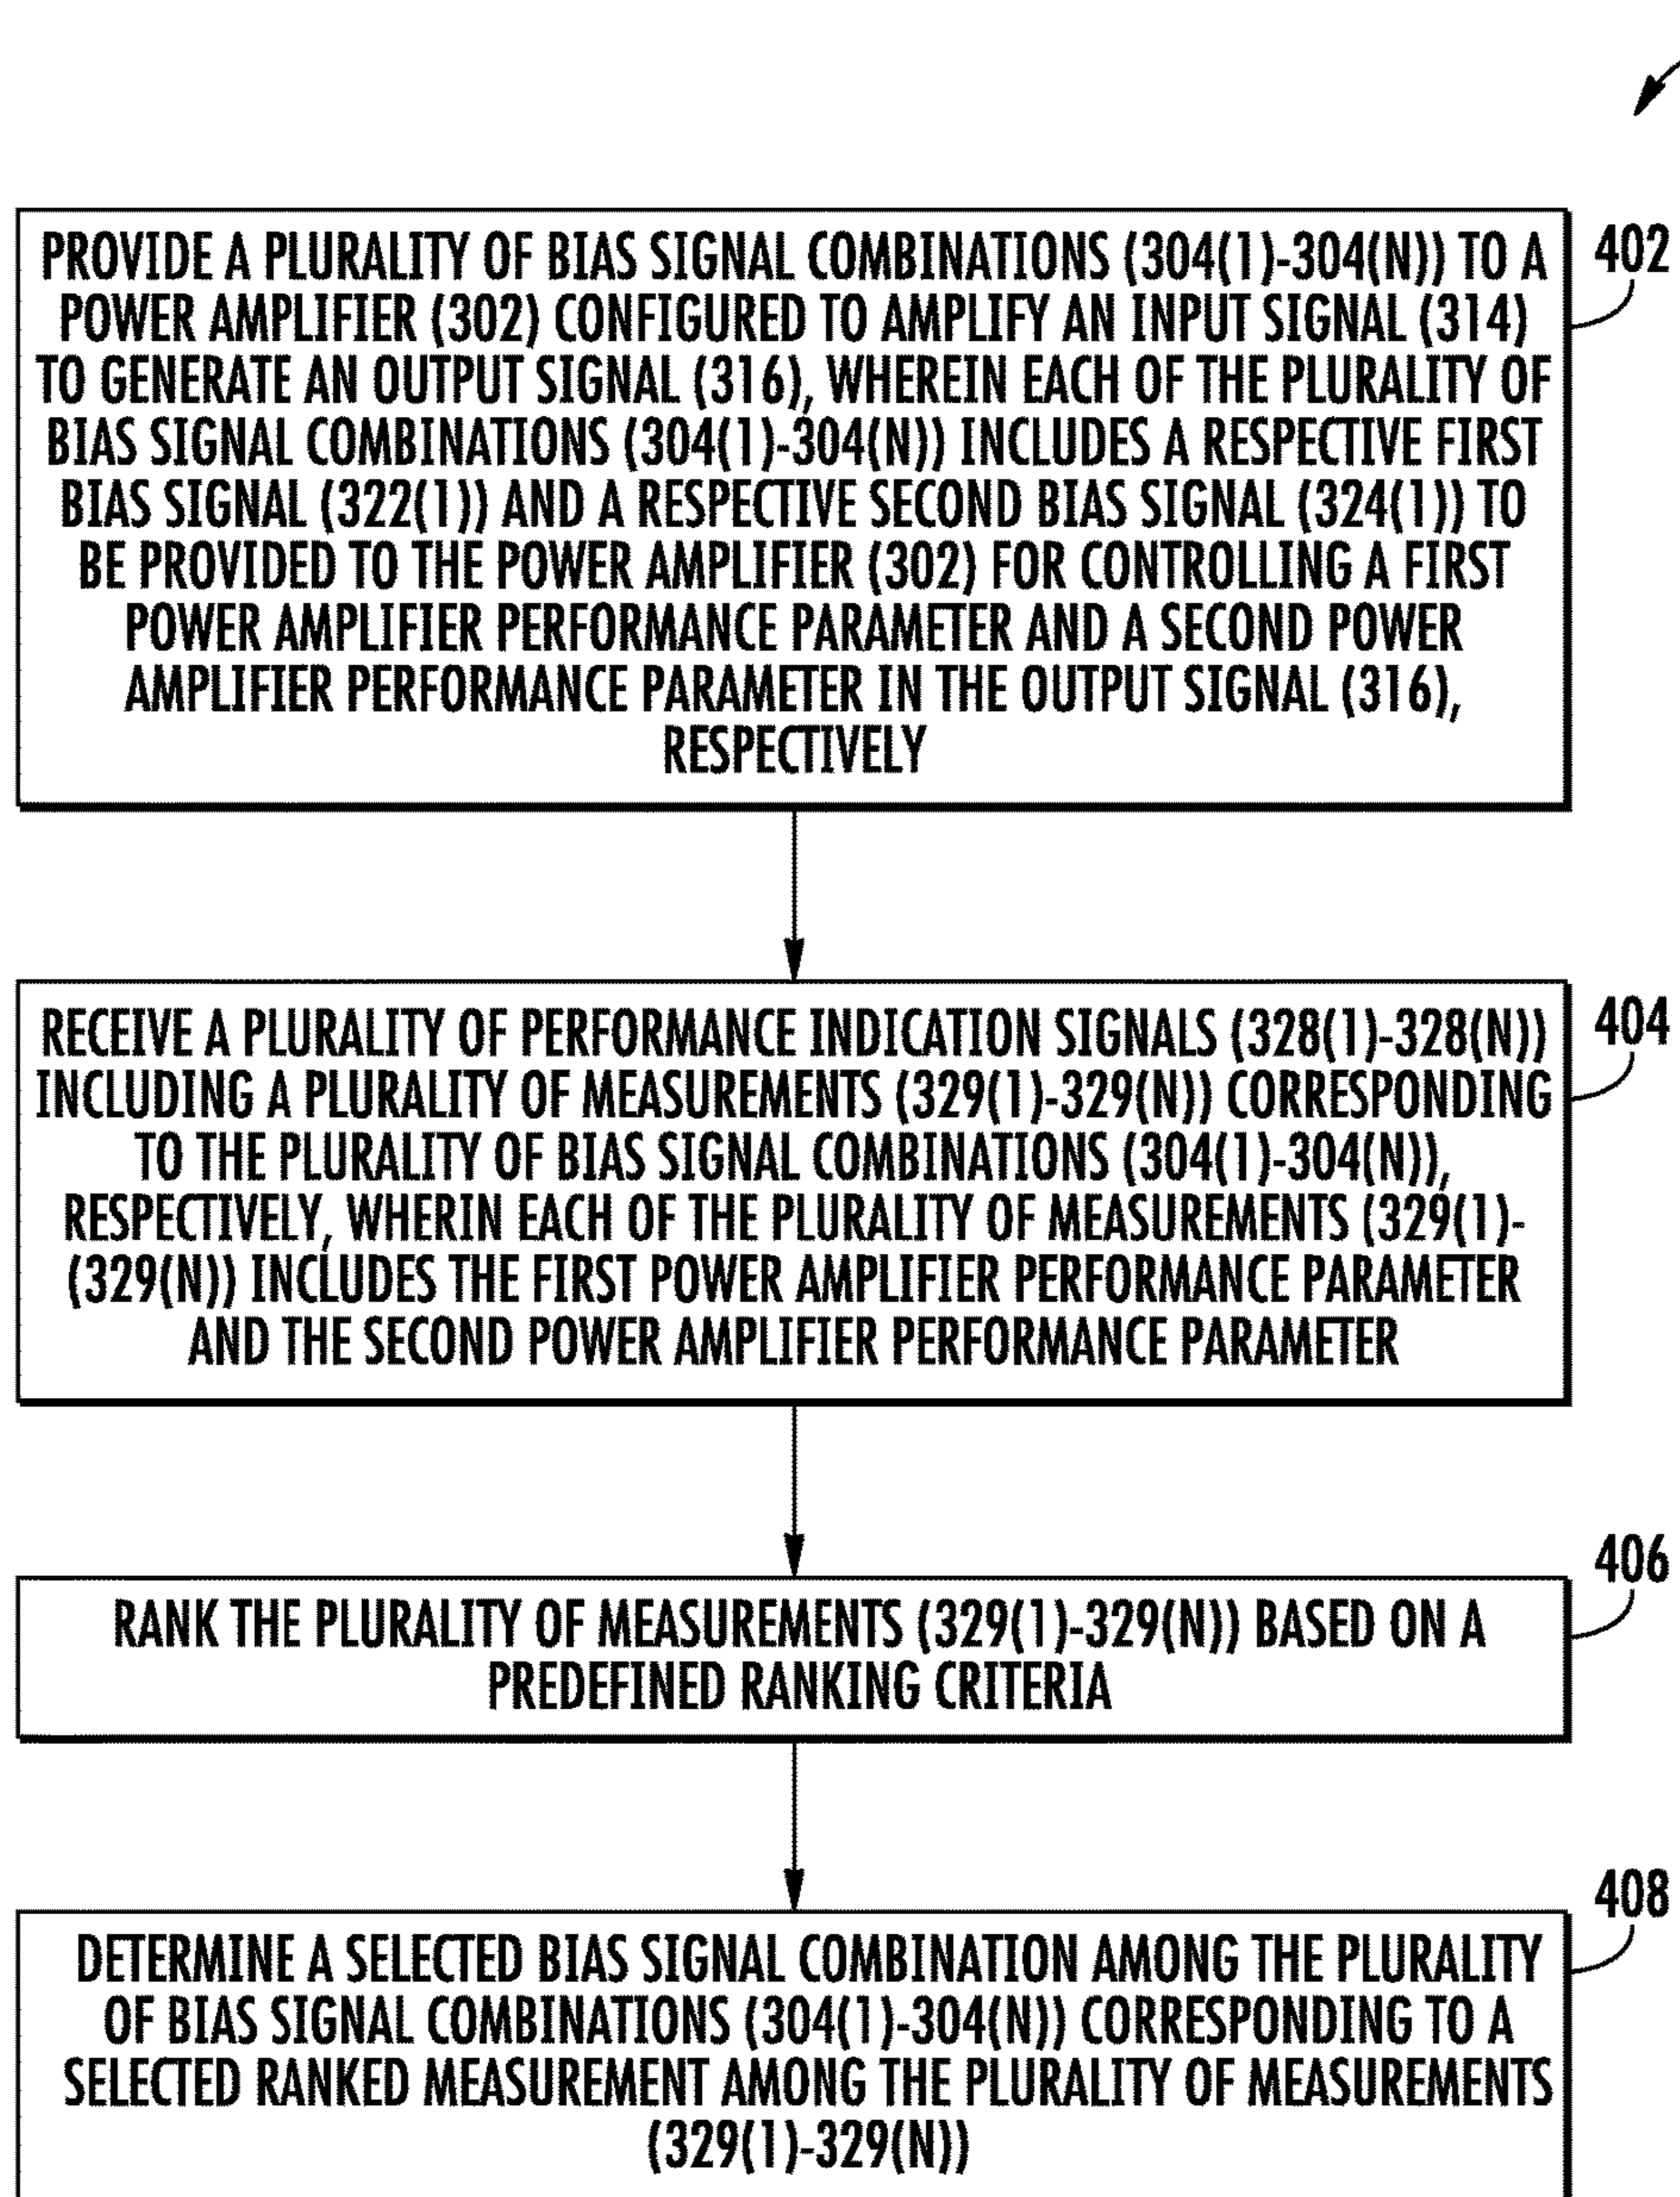 402
PROVIDE A PLURALITY OF BIAS SIGNAL COMBINATIONS (304(1)-304(N)) TO A
POWER AMPLIFIER (302) CONFIGURED TO AMPLIFY AN INPUT SIGNAL (314)
TO GENERATE AN OUTPUT SIGNAL (316), WHEREIN EACH OF THE PLURALITY OF
BIAS SIGNAL COMBINATIONS (304(1)-304(N)) INCLUDES A RESPECTIVE FIRST
BIAS SIGNAL (322(1)) AND A RESPECTIVE SECOND BIAS SIGNAL (324(1)) TO
BE PROVIDED TO THE POWER AMPLIFIER (302) FOR CONTROLLING A FIRST
POWER AMPLIFIER PERFORMANCE PARAMETER AND A SECOND POWER
AMPLIFIER PERFORMANCE PARAMETER IN THE OUTPUT SIGNAL (316),
RESPECTIVELY
404
RECEIVE A PLURALITY OF PERFORMANCE INDICATION SIGNALS (328(1)-328(N))
INCLUDING A PLURALITY OF MEASUREMENTS (329(1)-329(N)) CORRESPONDING
TO THE PLURALITY OF BIAS SIGNAL COMBINATIONS (304(1)-304(N)),
RESPECTIVELY, WHERIN EACH OF THE PLURALITY OF MEASUREMENTS (329(1)-
(329(N)) INCLUDES THE FIRST POWER AMPLIFIER PERFORMANCE PARAMETER
AND THE SECOND POWER AMPLIFIER PERFORMANCE PARAMETER
406
RANK THE PLURALITY OF MEASUREMENTS (329(1)-329(N)) BASED ON A
PREDEFINED RANKING CRITERIA
408
DETERMINE A SELECTED BIAS SIGNAL COMBINATION AMONG THE PLURALITY
OF BIAS SIGNAL COMBINATIONS (304(1)-304(N)) CORRESPONDING TO A
SELECTED RANKED MEASUREMENT AMONG THE PLURALITY OF MEASUREMENTS
(329(1)-329(N))